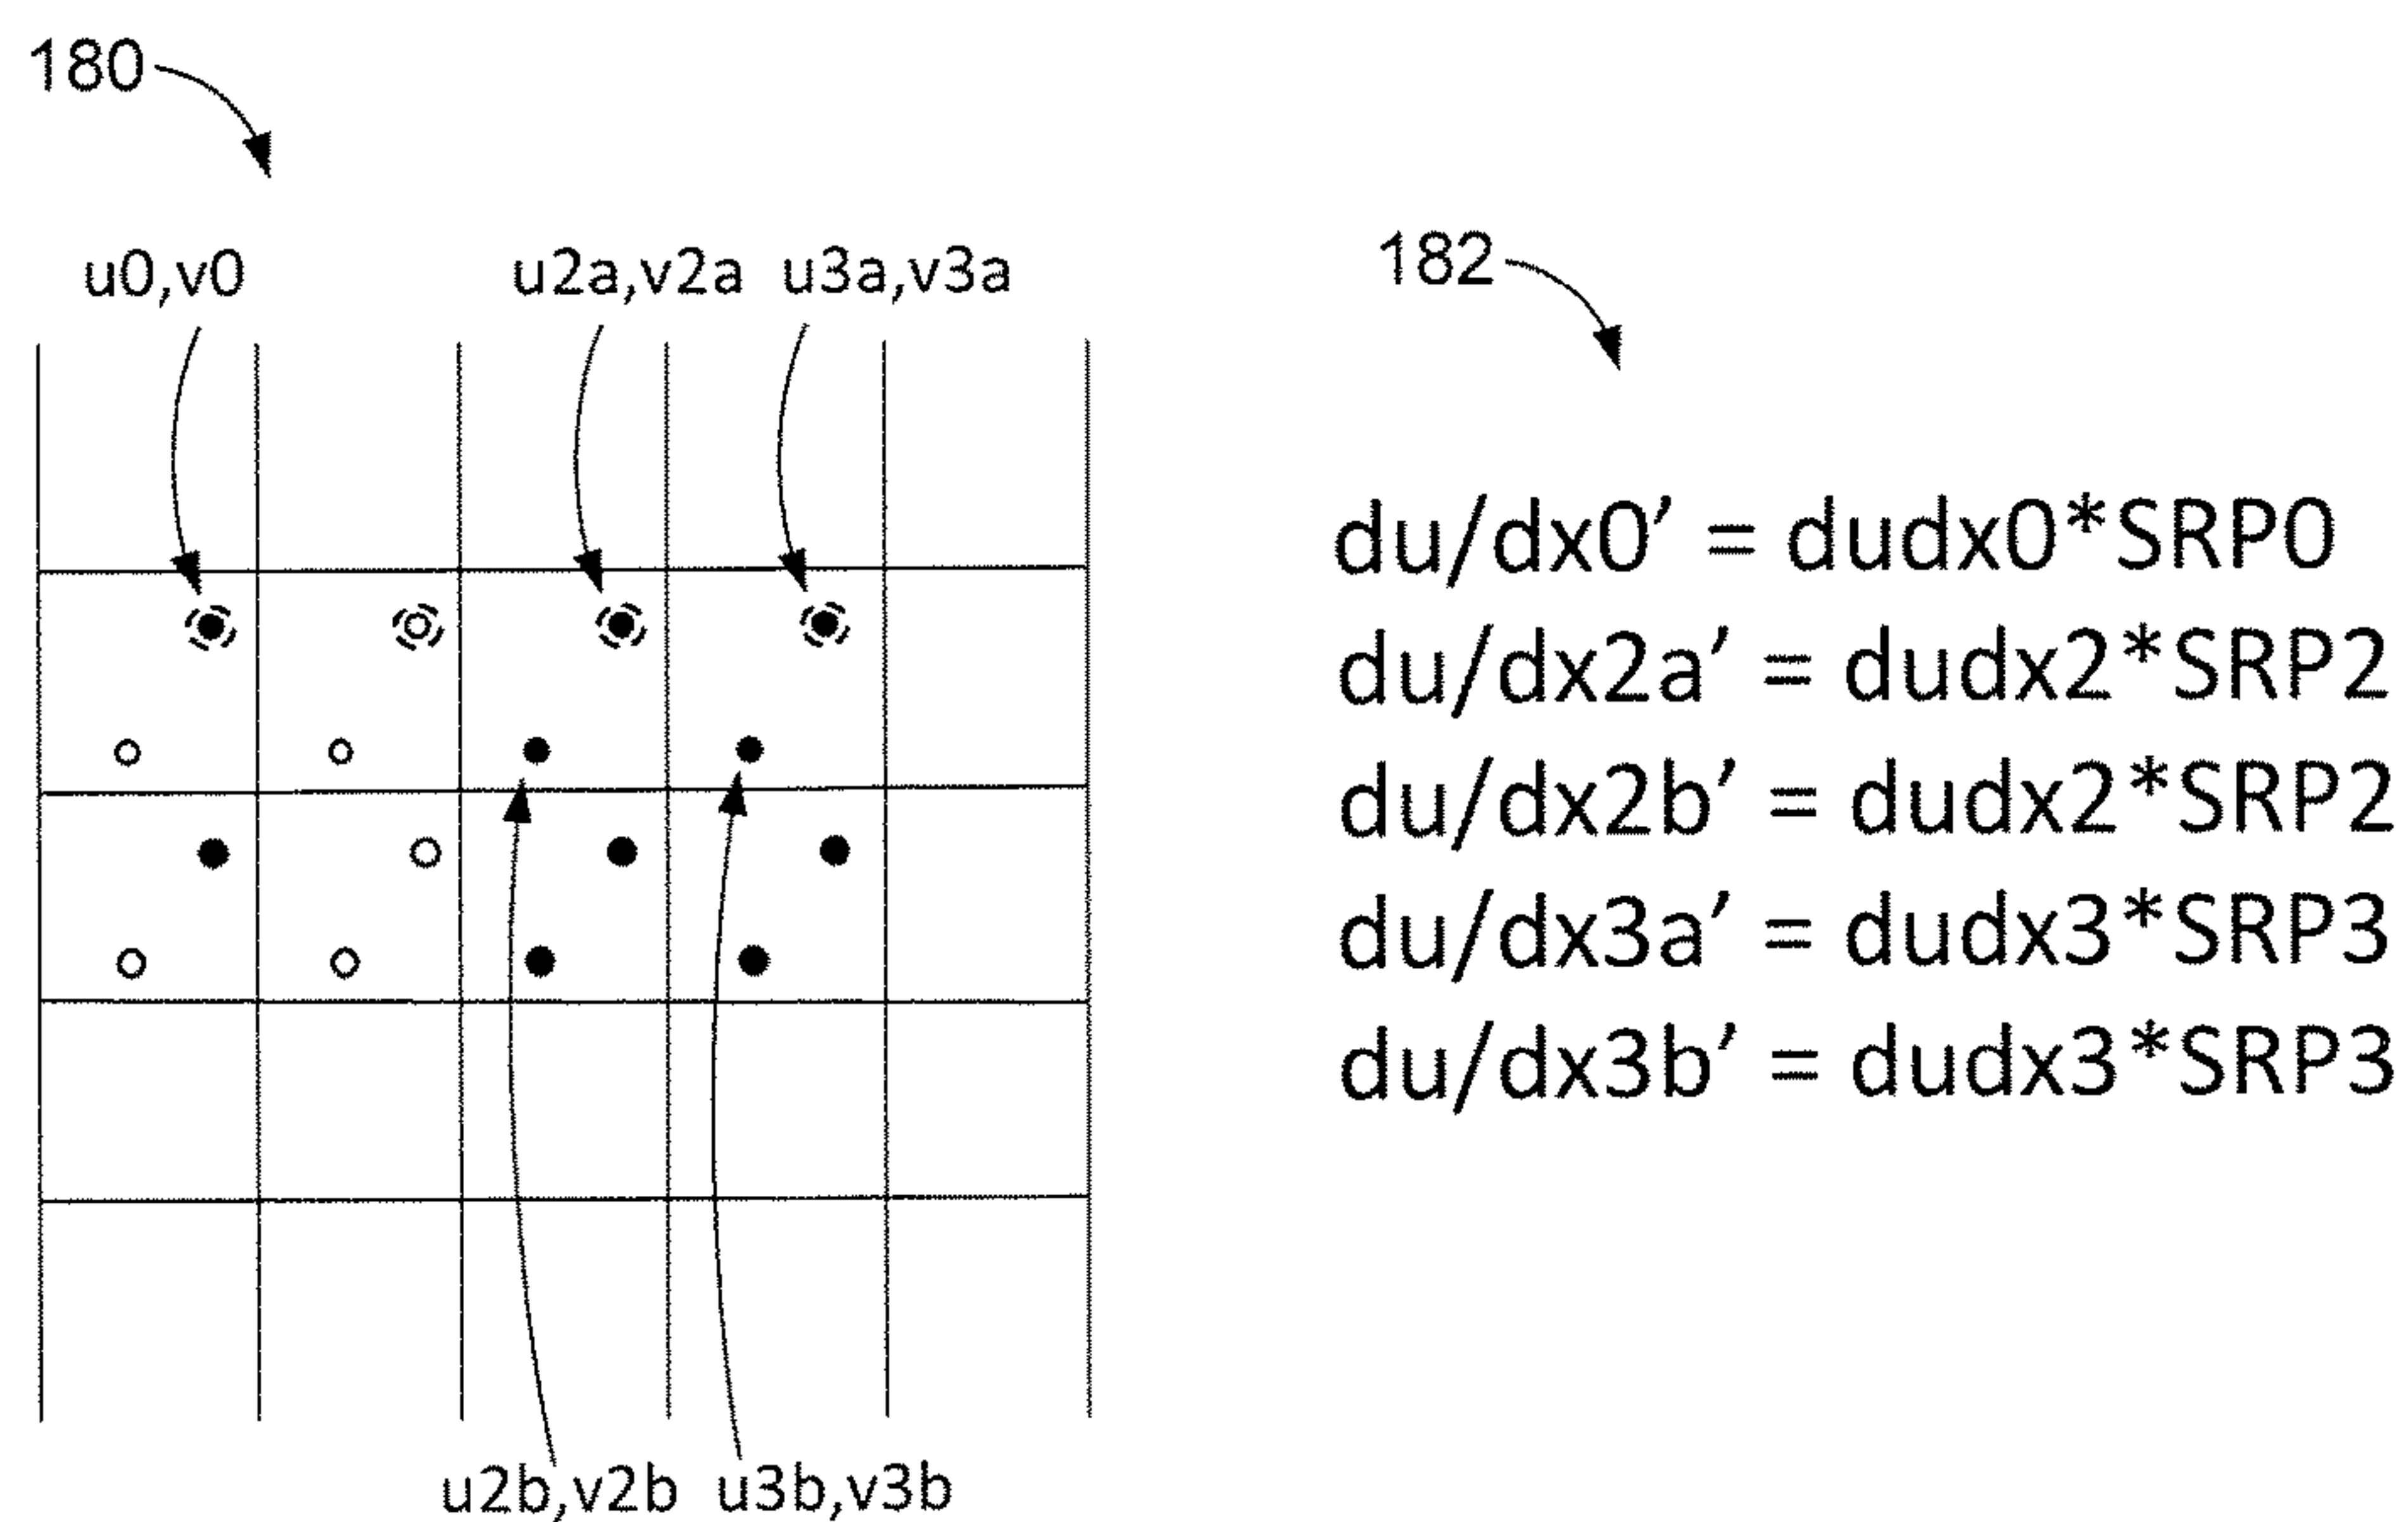 180
u0,v0
u2a,v2a
u3a,v3a
182
du/dx0’ = dudx0*SRP0
du/dx2a’ = dudx2*SRP2
du/dx2b’ = dudx2*SRP2
du/dx3a’ = dudx3*SRP3
du/dx3b’ = dudx3*SRP3
u2b,v2b
u3b,v3b